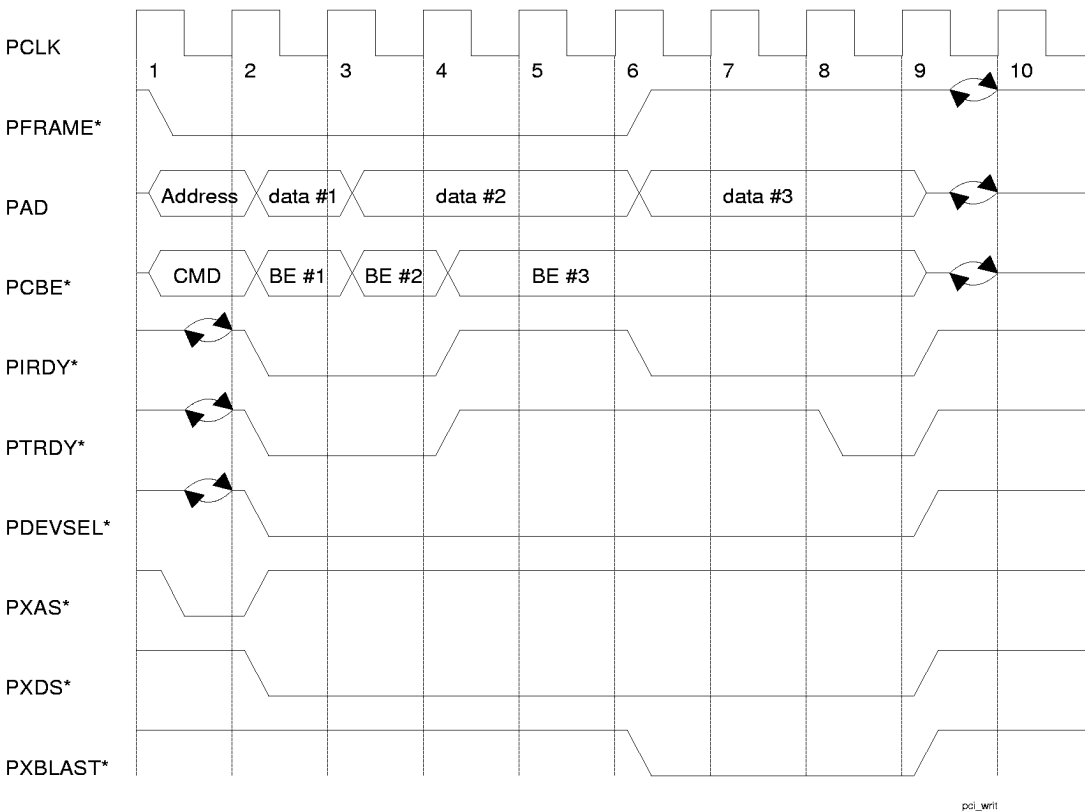 PCLK
1 2 3 4 5 6 7 8 9 10
PFRAME*
PAD
Address data #1 data #2 data #3
PCBE*
CMD BE #1 BE #2 BE #3
PIRDY*
PTRDY*
PDEVSEL*
PXAS*
PXDS*
PXBLAST*
pci_writ